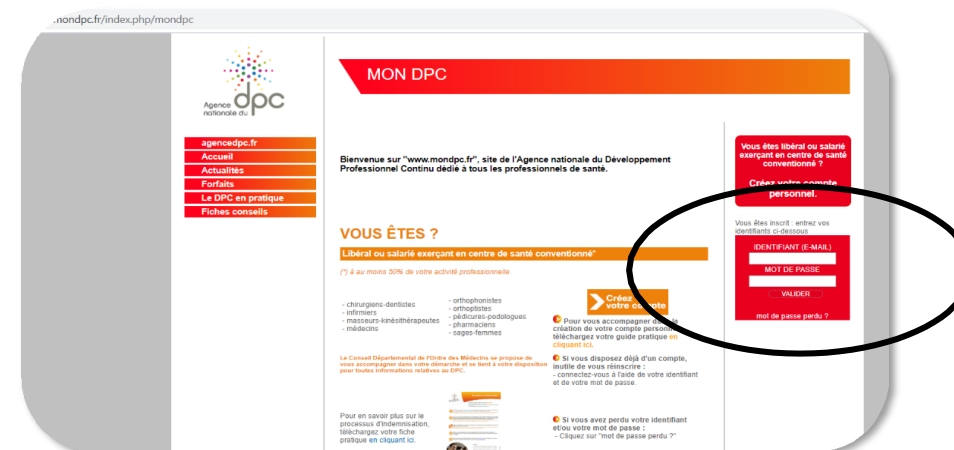 mondpc.fr/index.php/mondpc
Agence
nationale du
dpc
MON DPC
agencedpc.fr
Accueil
Actualités
Forfaits
Le DPC en pratique
Fiches conseils
Bienvenue sur "www.mondpc.fr", site de l'Agence nationale du Développement
Professionnel Continu dédié à tous les professionnels de santé.
VOUS ÊTES ?
Libéral ou salarié exerçant en centre de santé conventionné*
(*) à au moins 50% de votre activité professionnelle.
- chirurgiens-dentistes
- infirmiers
- masseurs-kinésithérapeutes
- médecins
- orthophonistes
- orthoptistes
- pédicures-podologues
- pharmaciens
- sages-femmes
Le Conseil Départemental de l'Ordre des Médecins se propose de
vous accompagner dans votre démarche et se tient à votre disposition
pour toutes informations relatives au DPC.
Pour en savoir plus sur le
processus d'indemnisation,
téléchargez votre fiche
pratique en cliquant ici.
Créez
votre compte
Pour vous accompagner dans la
création de votre compte personnel
téléchargez votre guide pratique en
cliquant ici.
Si vous disposez déjà d'un compte,
inutile de vous réinscrire :
- connectez-vous à l'aide de votre identifiant
et de votre mot de passe.
Si vous avez perdu votre identifiant
et/ou votre mot de passe :
- Cliquez sur "mot de passe perdu ?"
Vous êtes libéral ou salarié
exerçant en centre de santé
conventionné ?
Créez votre compte
personnel.
Vous êtes inscrit : entrez vos
identifiants ci-dessous
IDENTIFIANT (E-MAIL)
MOT DE PASSE
VALIDER
mot de passe perdu ?